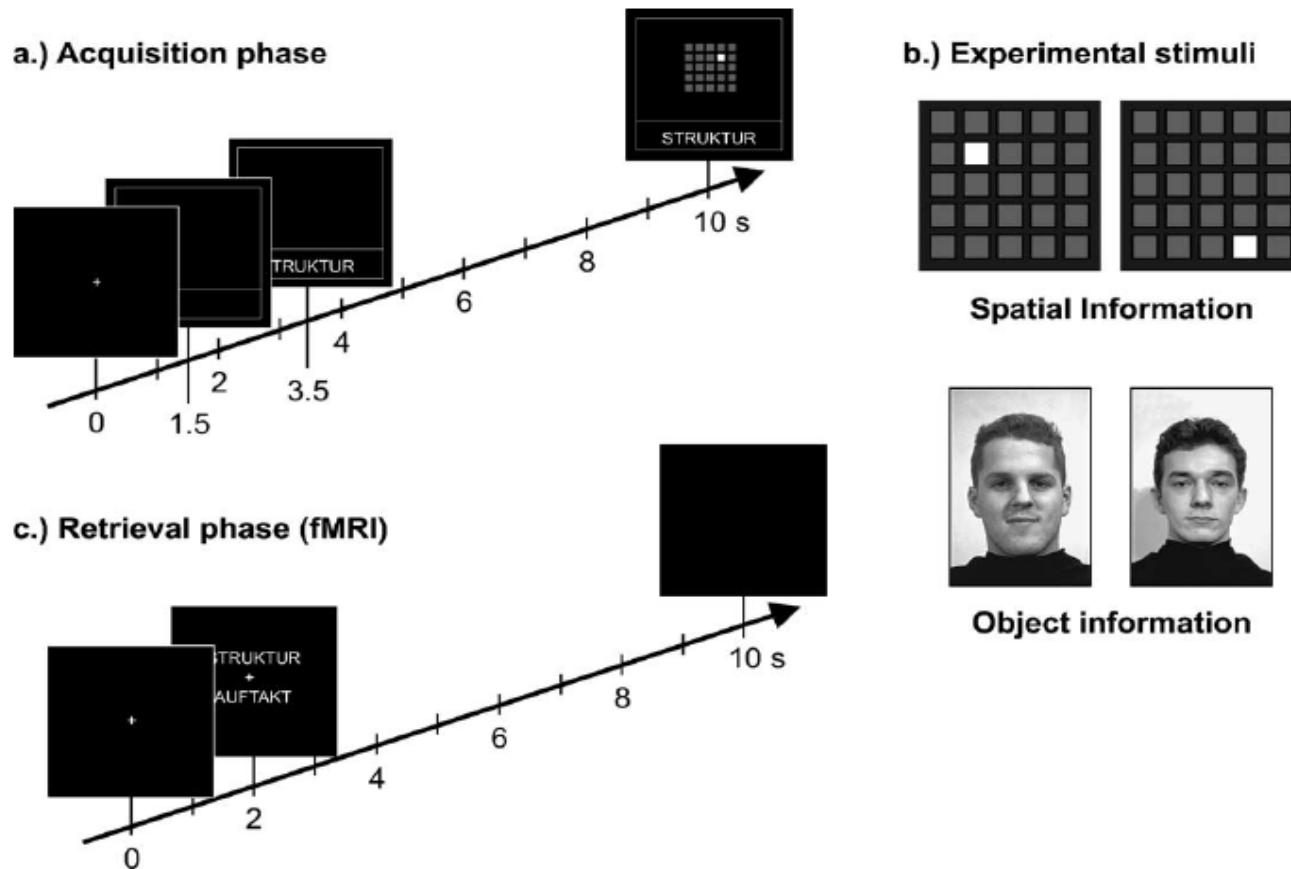 a.) Acquisition phase
STRUKTUR
TRUKTUR
0
1.5
2
3.5
4
6
8
10 s
b.) Experimental stimuli
Spatial Information
Object information
c.) Retrieval phase (fMRI)
STRUKTUR
+
AUFTAKT
0
2
4
6
8
10 s